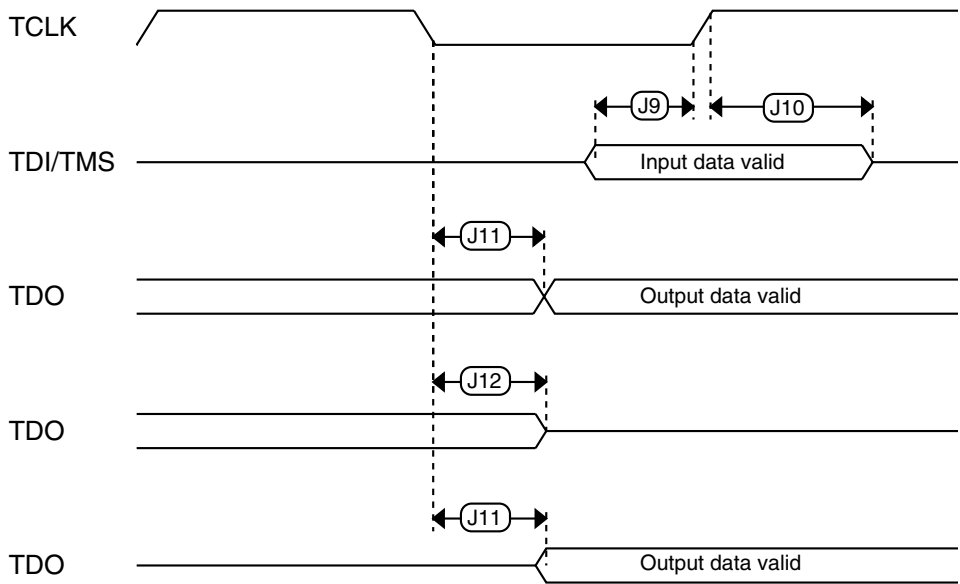 TCLK
J9
J10
TDI/TMS
Input data valid
J11
TDO
Output data valid
J12
TDO
J11
TDO
Output data valid